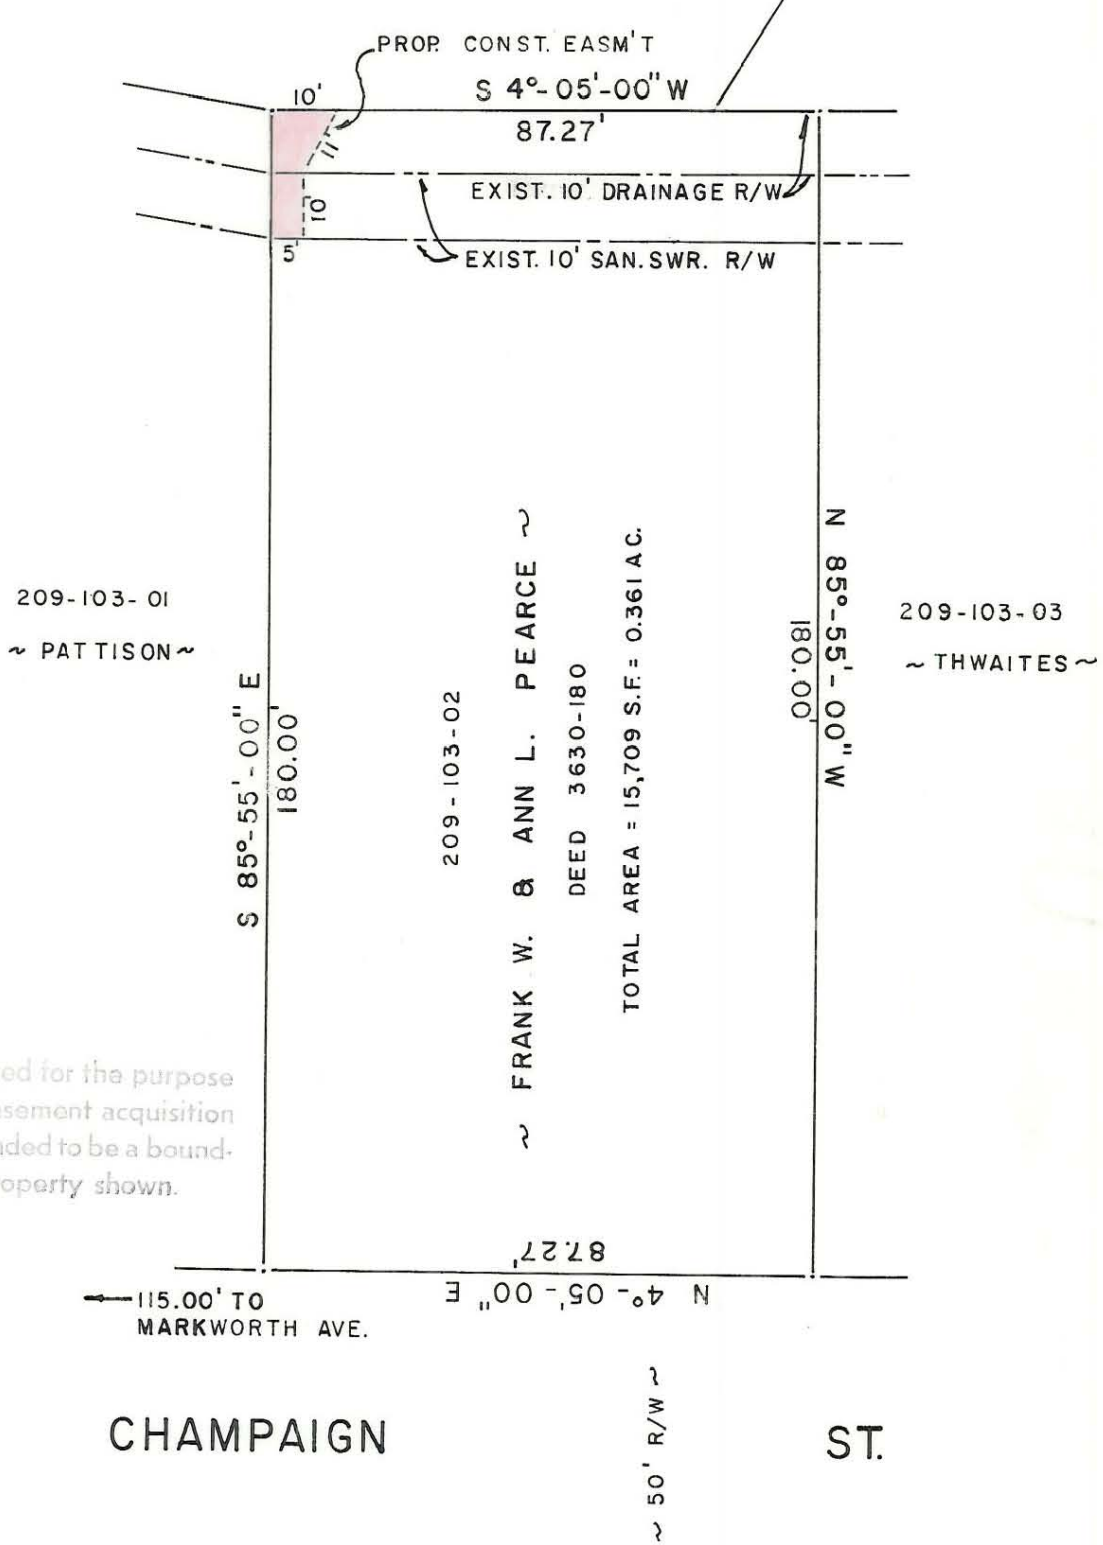 PROP. CONST. EASM'T
10'
S 4°-05'-00" W
87.27'
11'
EXIST. 10' DRAINAGE R/W
10'
5'
EXIST. 10' SAN. SWR. R/W
209-103-01
~ PATTISON ~
S 85°-55'-00" E
180.00'
209-103-02
~ FRANK W. & ANN L. PEARCE ~
DEED 3630-180
TOTAL AREA = 15,709 S.F. = 0.361 AC.
N 85°-55'-00" W
180.00'
209-103-03
~ THWAITES ~
ed for the purpose
sement acquisition
ded to be a bound-
operty shown.
87.27'
N 4°-05'-00" E
115.00' TO
MARKWORTH AVE.
CHAMPAIGN ST.
~ 50' R/W ~